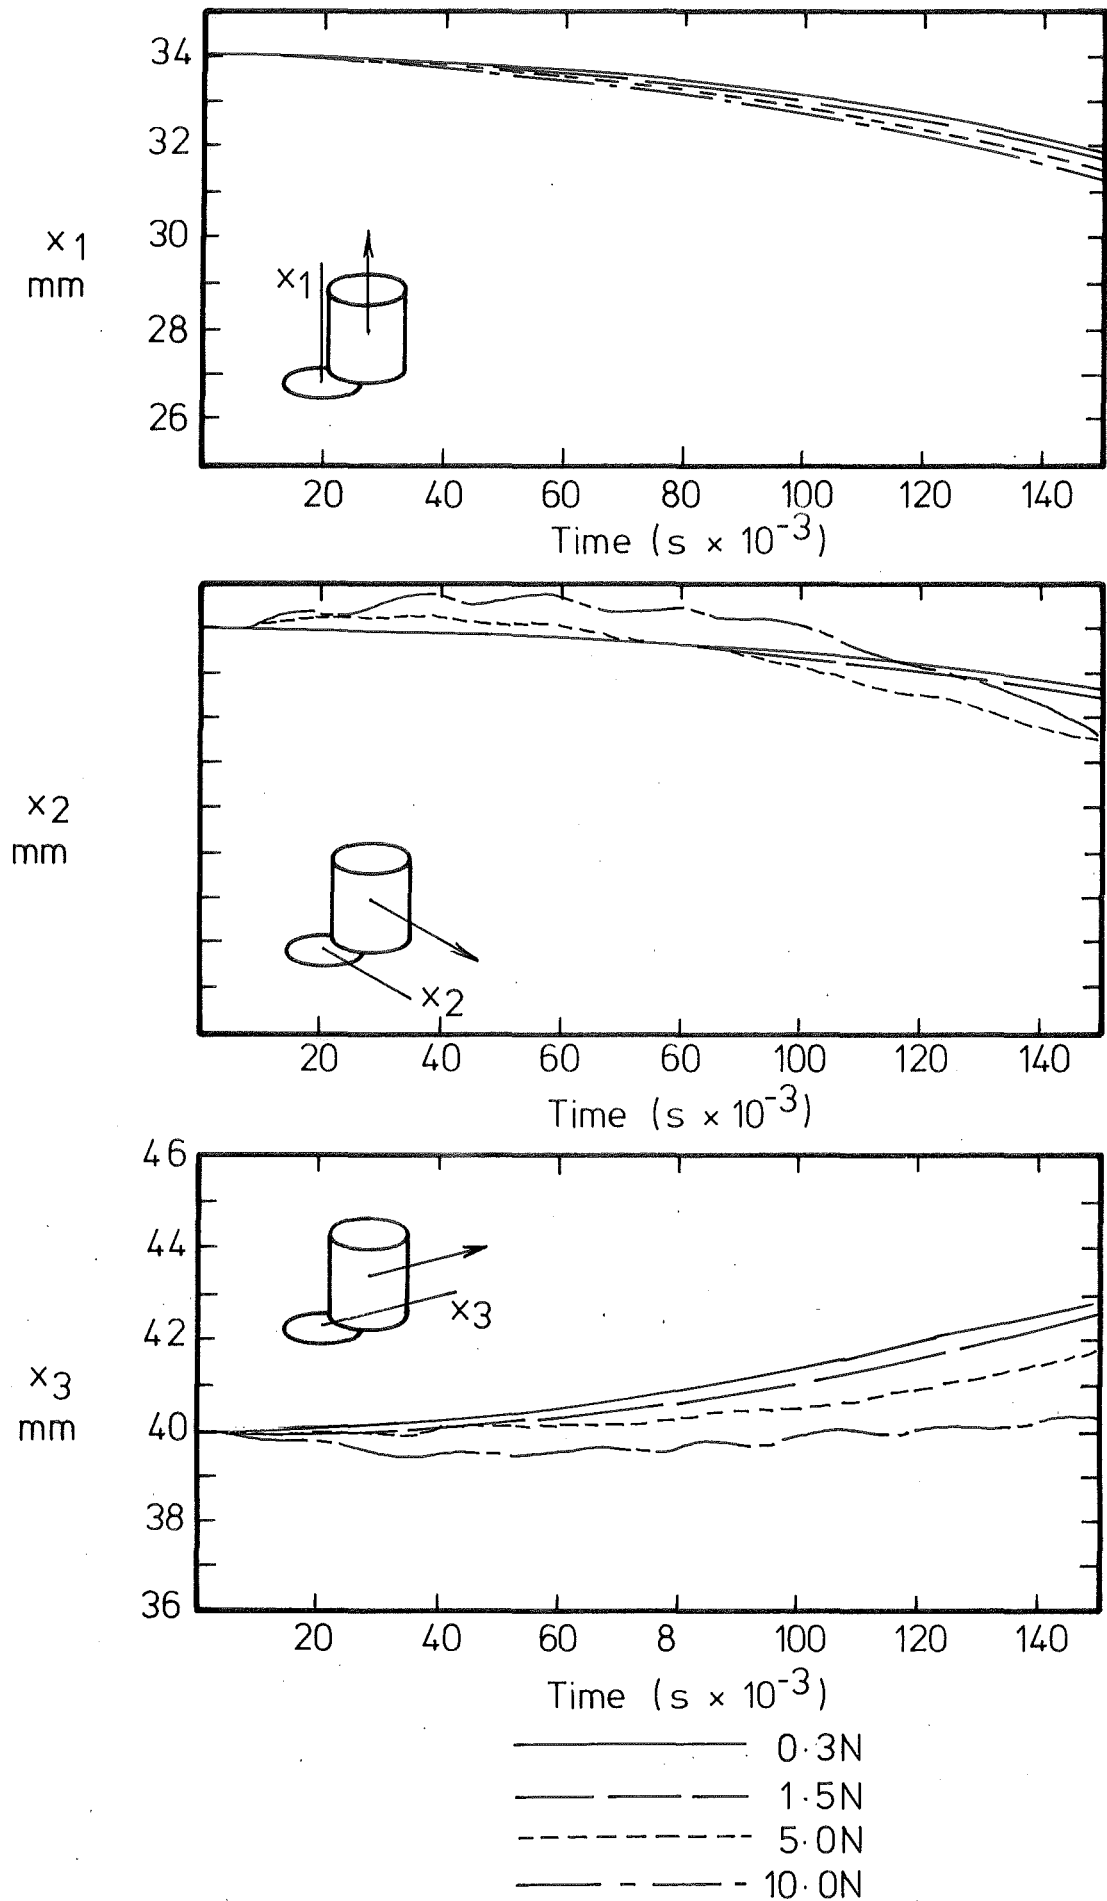 34
32
30
28
26
x1
mm
x1
20 40 60 80 100 120 140
Time (s × 10⁻³)
x2
mm
x2
20 40 60 60 100 120 140
Time (s × 10⁻³)
46
44
42
40
38
36
x3
mm
x3
20 40 60 8 100 120 140
Time (s × 10⁻³)
0·3N
1·5N
5·0N
10·0N